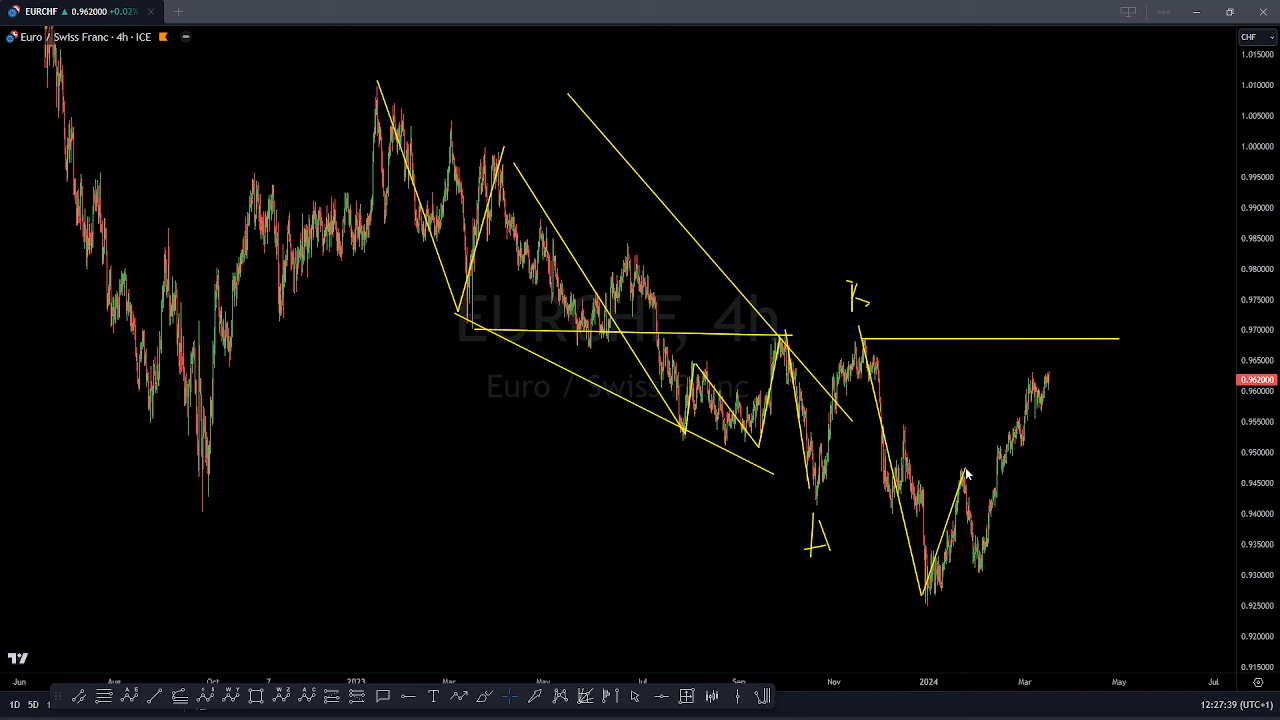 EURCHF ▲ 0.962000 +0.02%
Euro / Swiss Franc · 4h · ICE
CHF
1.015000
1.010000
1.005000
1.000000
0.995000
0.990000
0.985000
0.980000
0.975000
0.970000
0.965000
0.962000
0.960000
0.955000
0.950000
0.945000
0.940000
0.935000
0.930000
0.925000
0.920000
0.915000
EURCHF, 4h
Euro / Swiss Franc
A
Jun Aug Oct 2023 Mar May Jul Sep Nov 2024 Mar May Jul
1D 5D
12:27:39 (UTC+1)